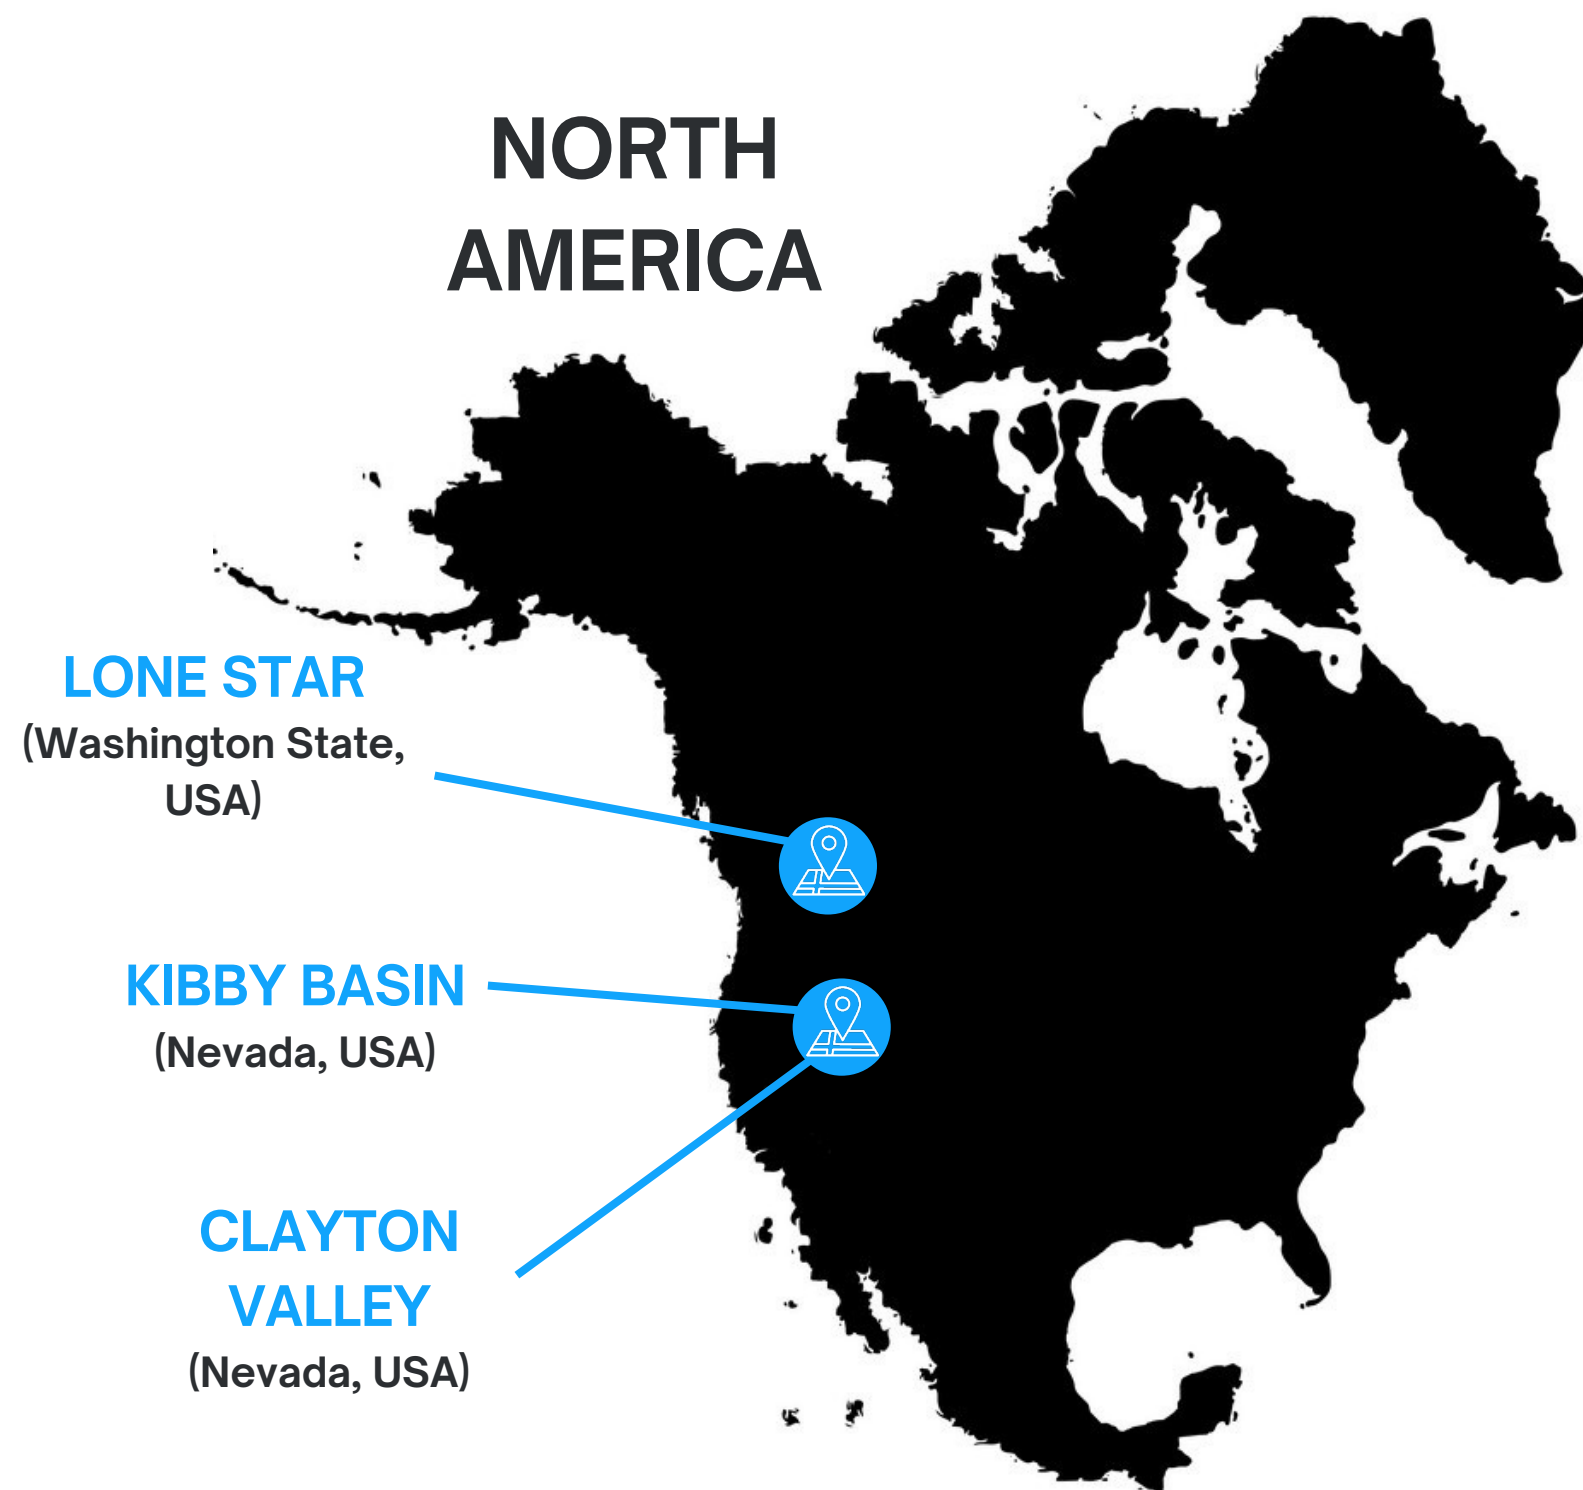 NORTH
AMERICA
LONE STAR
(Washington State,
USA)
KIBBY BASIN
(Nevada, USA)
CLAYTON
VALLEY
(Nevada, USA)